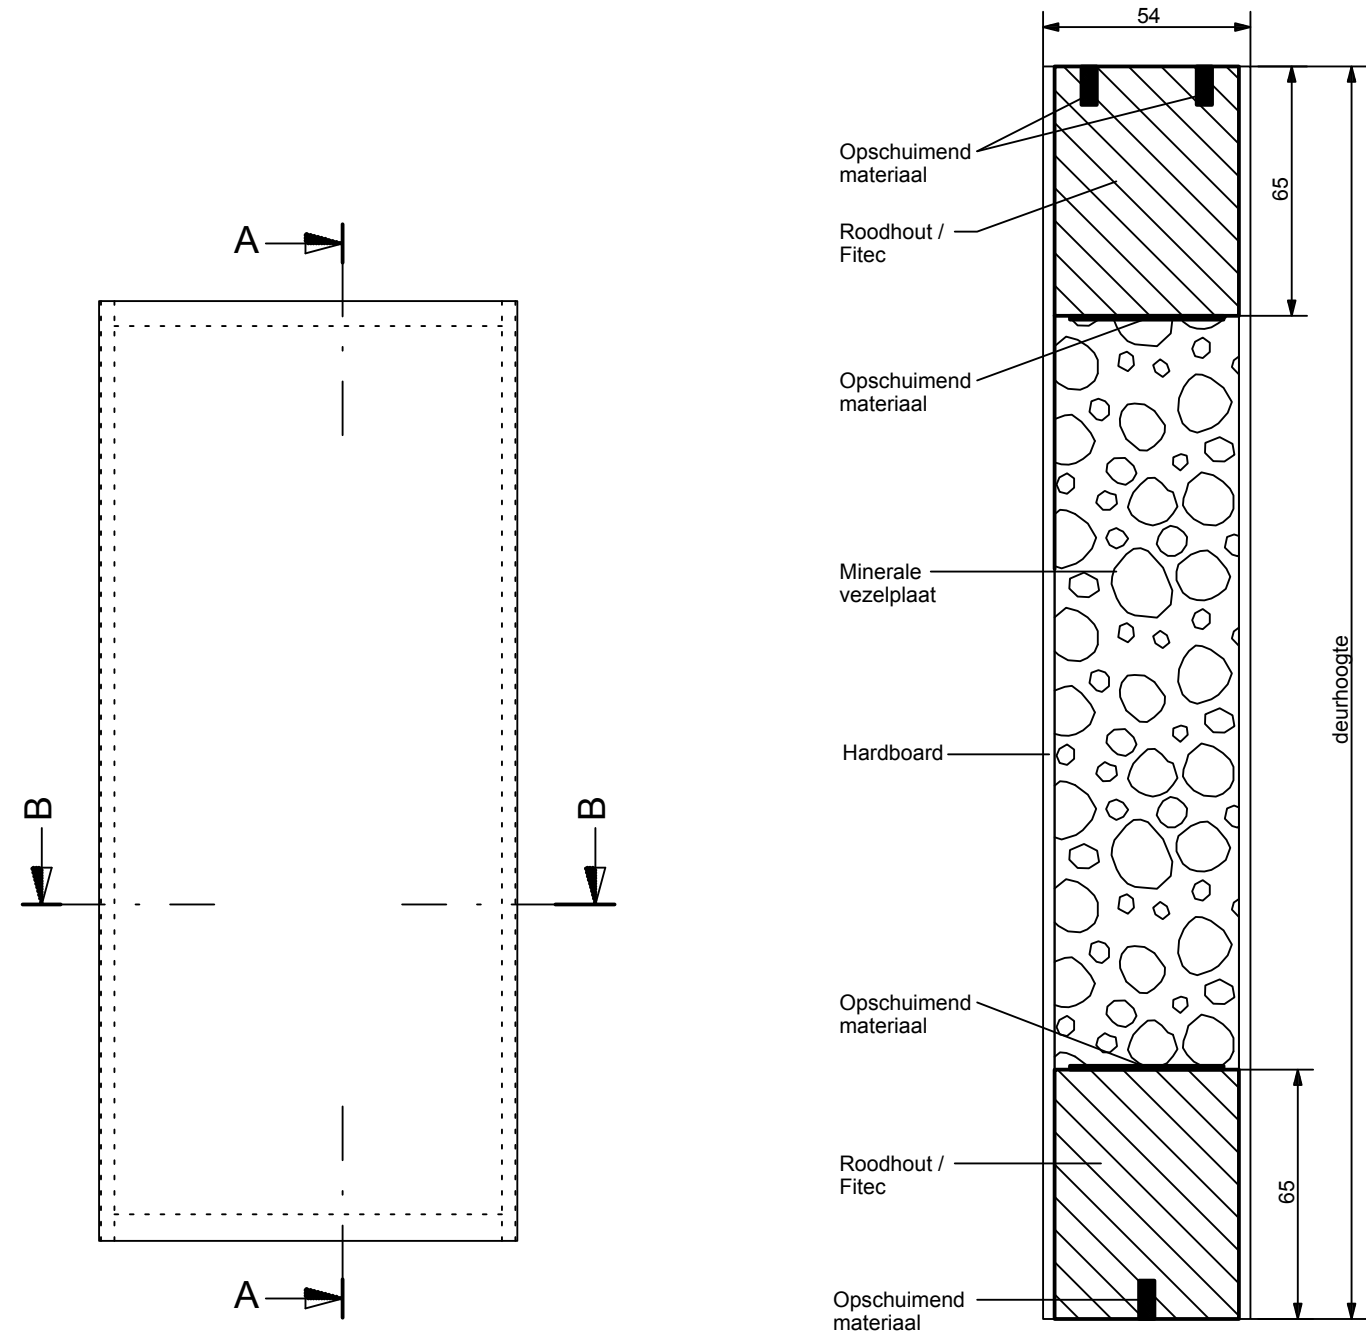 54
Opschuimend
materiaal
65
Roodhout /
Fitec
A
Opschuimend
materiaal
Minerale
vezelplaat
deurhoogte
Hardboard
B
B
Opschuimend
materiaal
Roodhout /
Fitec
65
A
Opschuimend
materiaal